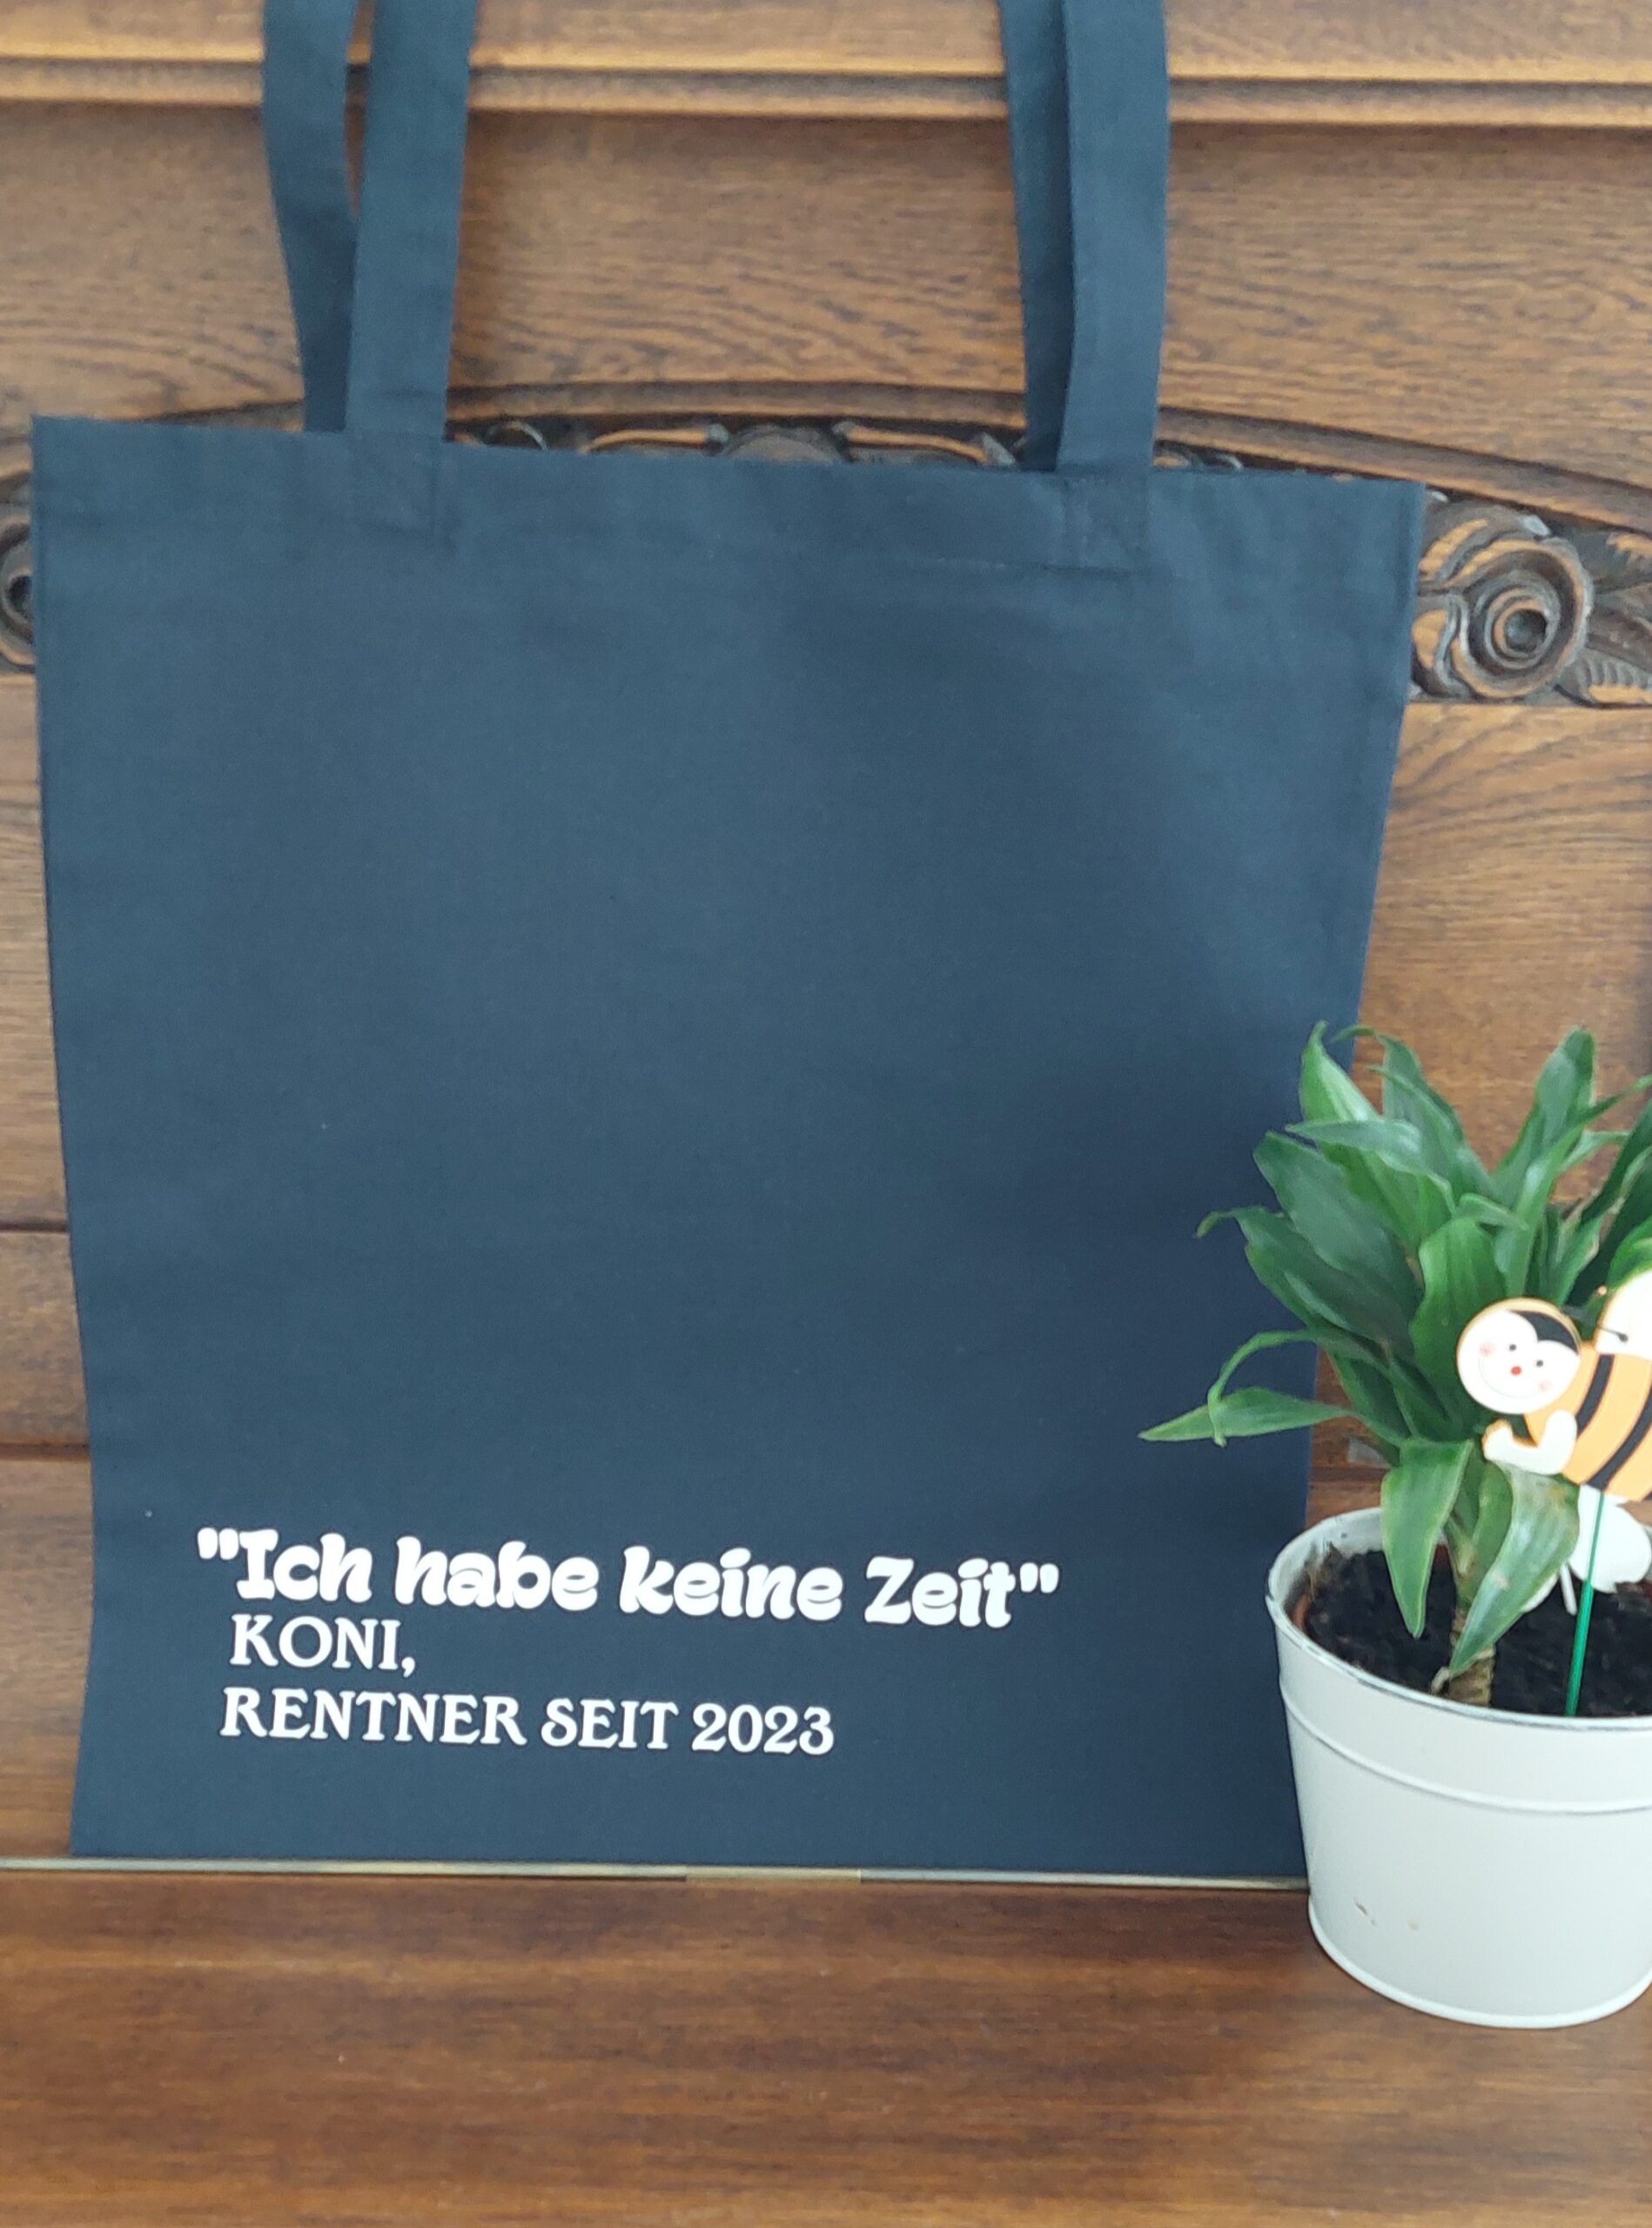 "Ich habe keine Zeit"
KONI,
RENTNER SEIT 2023